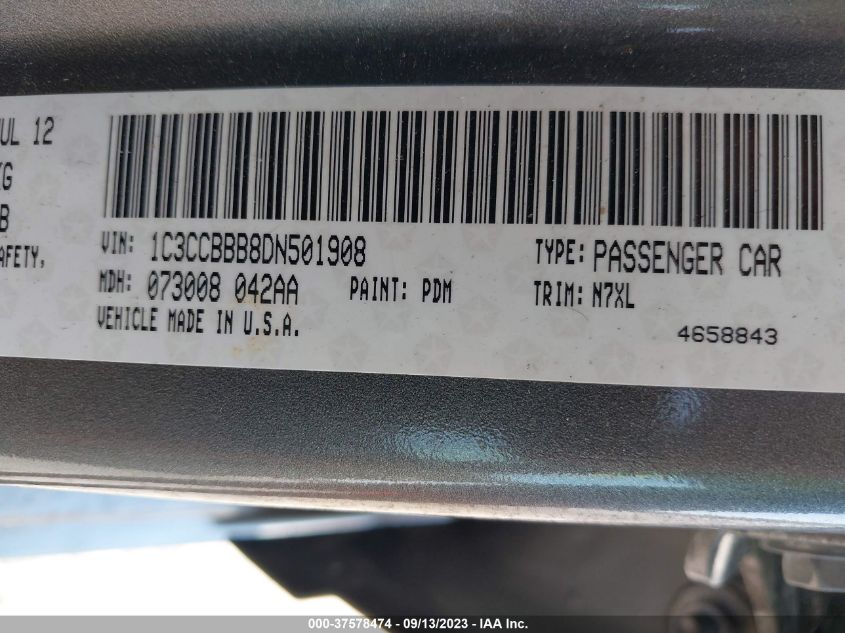 UL 12
KG
B
AFETY,
VIN: 1C3CCBBB8DN501908 TYPE: PASSENGER CAR
MDH: 073008 042AA PAINT: PDM TRIM: N7XL
VEHICLE MADE IN U.S.A. 4658843
000-37578474 - 09/13/2023 - IAA Inc.